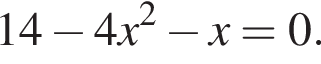 14 − 4x² − x = 0.